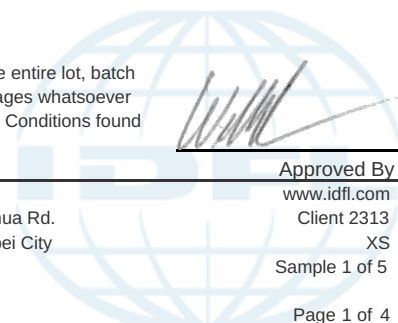 e entire lot, batch
ages whatsoever
Conditions found
Approved By
www.idfl.com
ua Rd.
Client 2313
ei City
XS
Sample 1 of 5
Page 1 of 4
IDFL